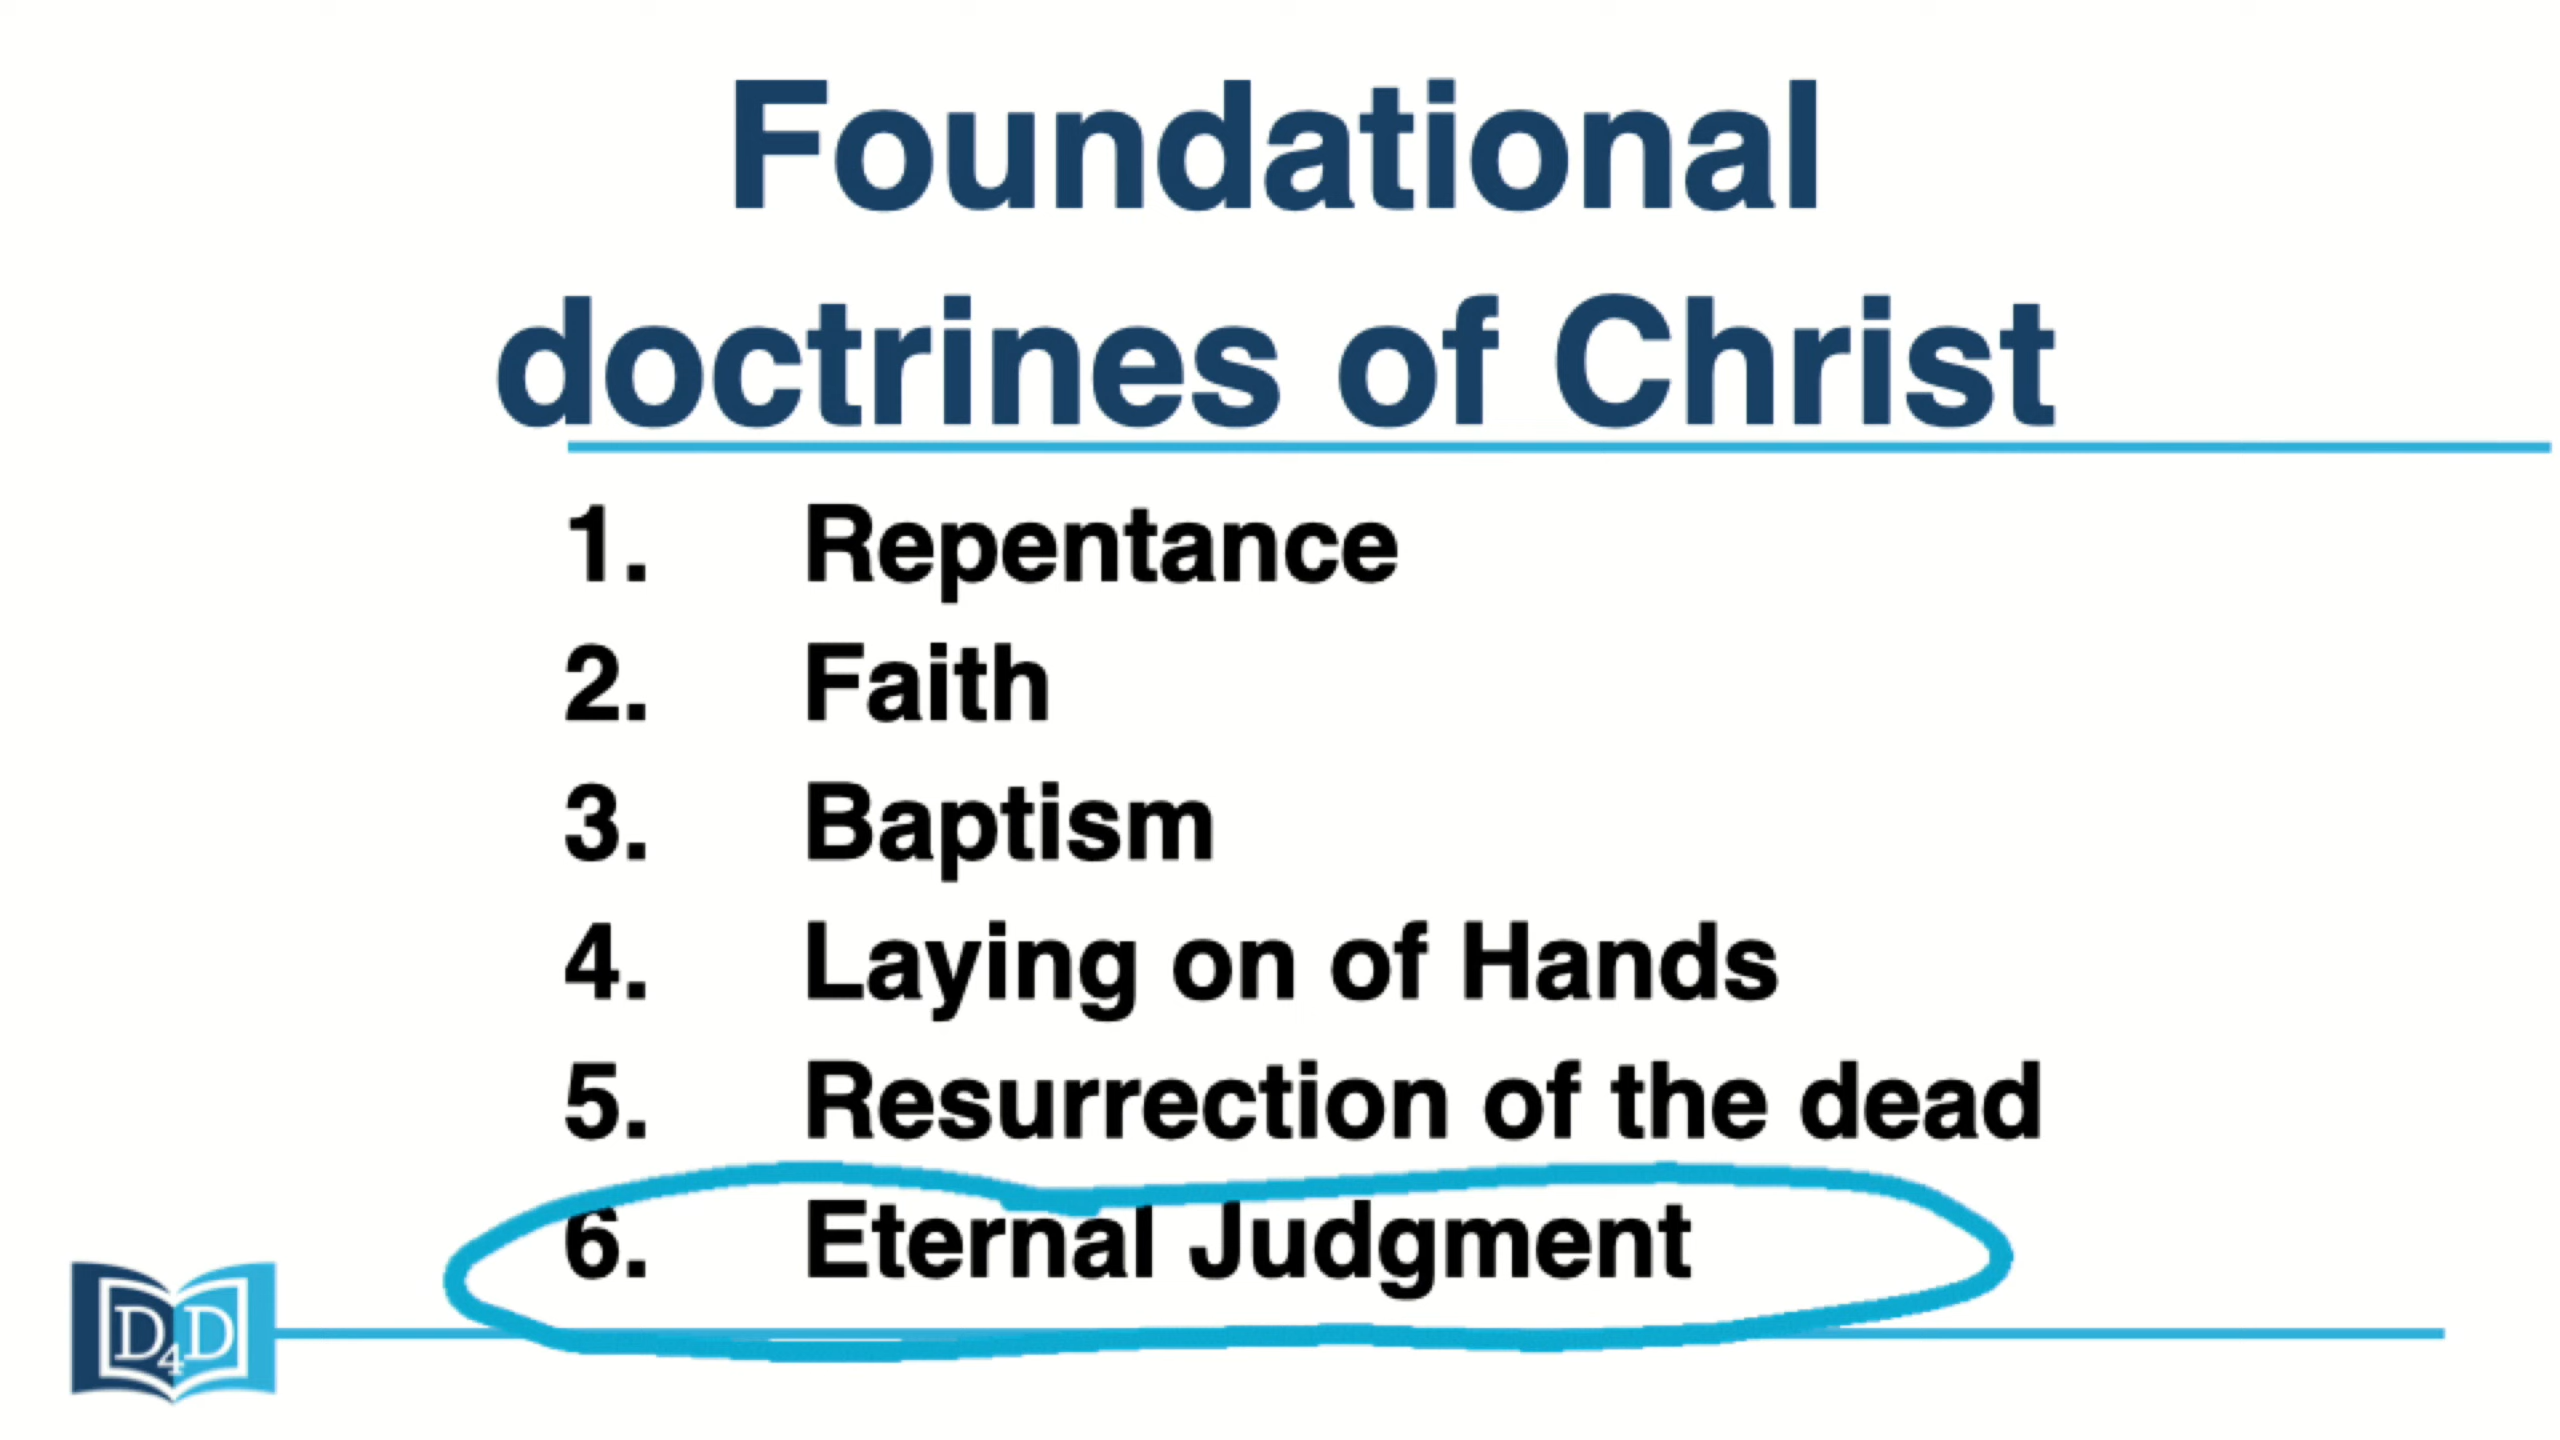 Foundational
doctrines of Christ
1. Repentance
2. Faith
3. Baptism
4. Laying on of Hands
5. Resurrection of the dead
6. Eternal Judgment
D4D